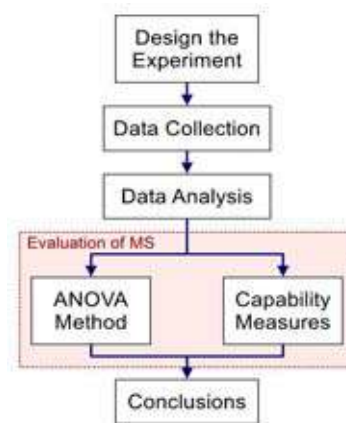 Design the
Experiment
Data Collection
Data Analysis
Evaluation of MS
ANOVA
Method
Capability
Measures
Conclusions